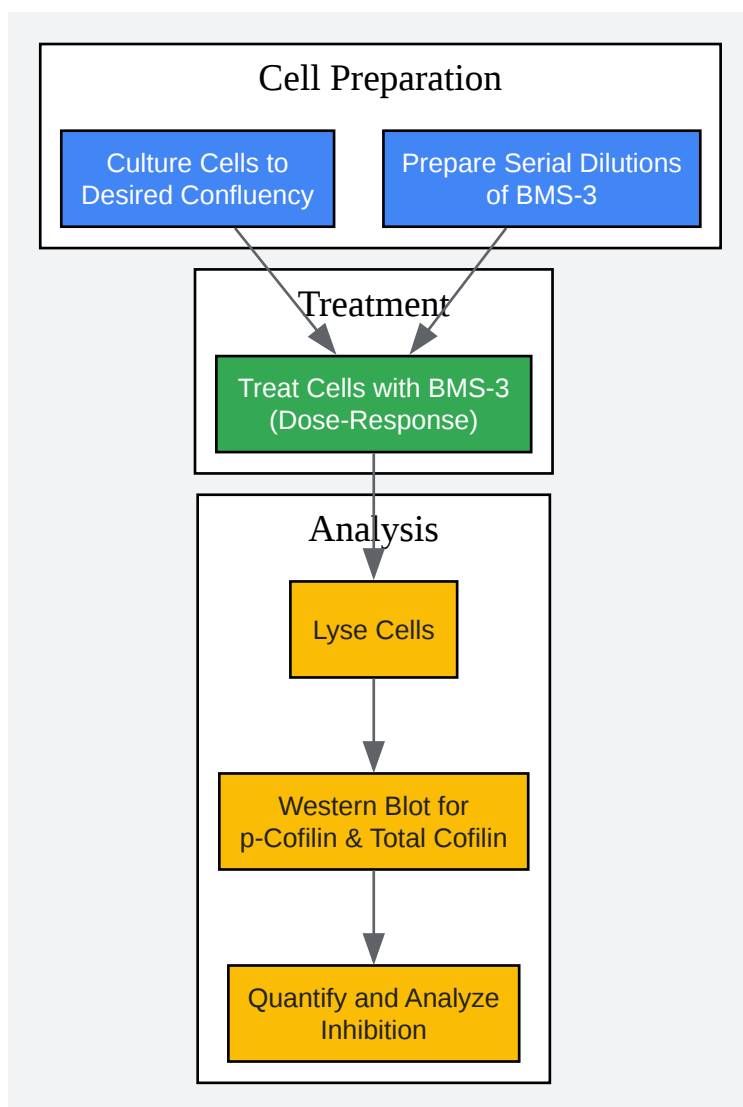 Cell Preparation
Culture Cells to
Desired Confluency
Prepare Serial Dilutions
of BMS-3
Treatment
Treat Cells with BMS-3
(Dose-Response)
Analysis
Lyse Cells
Western Blot for
p-Cofilin & Total Cofilin
Quantify and Analyze
Inhibition